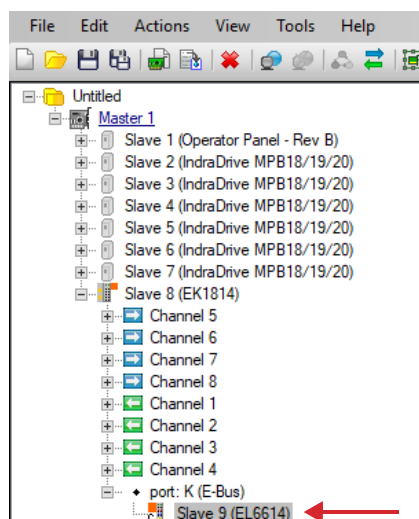 File Edit Actions View Tools Help
Untitled
Master 1
Slave 1 (Operator Panel - Rev B)
Slave 2 (IndraDrive MPB18/19/20)
Slave 3 (IndraDrive MPB18/19/20)
Slave 4 (IndraDrive MPB18/19/20)
Slave 5 (IndraDrive MPB18/19/20)
Slave 6 (IndraDrive MPB18/19/20)
Slave 7 (IndraDrive MPB18/19/20)
Slave 8 (EK1814)
Channel 5
Channel 6
Channel 7
Channel 8
Channel 1
Channel 2
Channel 3
Channel 4
port: K (E-Bus)
Slave 9 (EL6614)